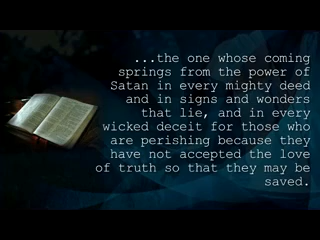 ...the one whose coming
springs from the power of
Satan in every mighty deed
and in signs and wonders
that lie, and in every
wicked deceit for those who
are perishing because they
have not accepted the love
of truth so that they may be
saved.